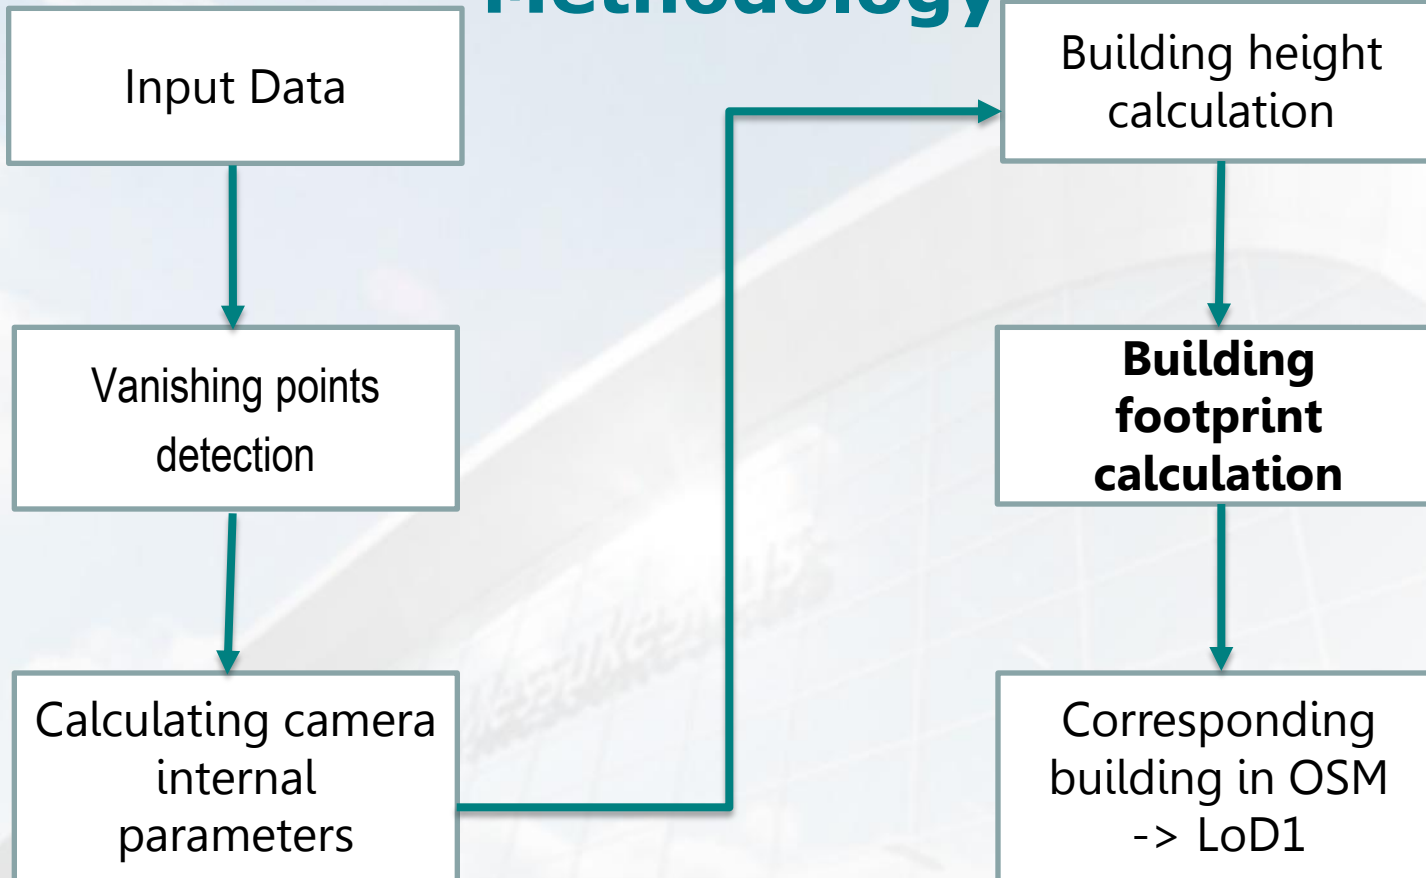 Methodology
Input Data
Vanishing points
detection
Calculating camera
internal
parameters
Building height
calculation
Building
footprint
calculation
Corresponding
building in OSM
-> LoD1